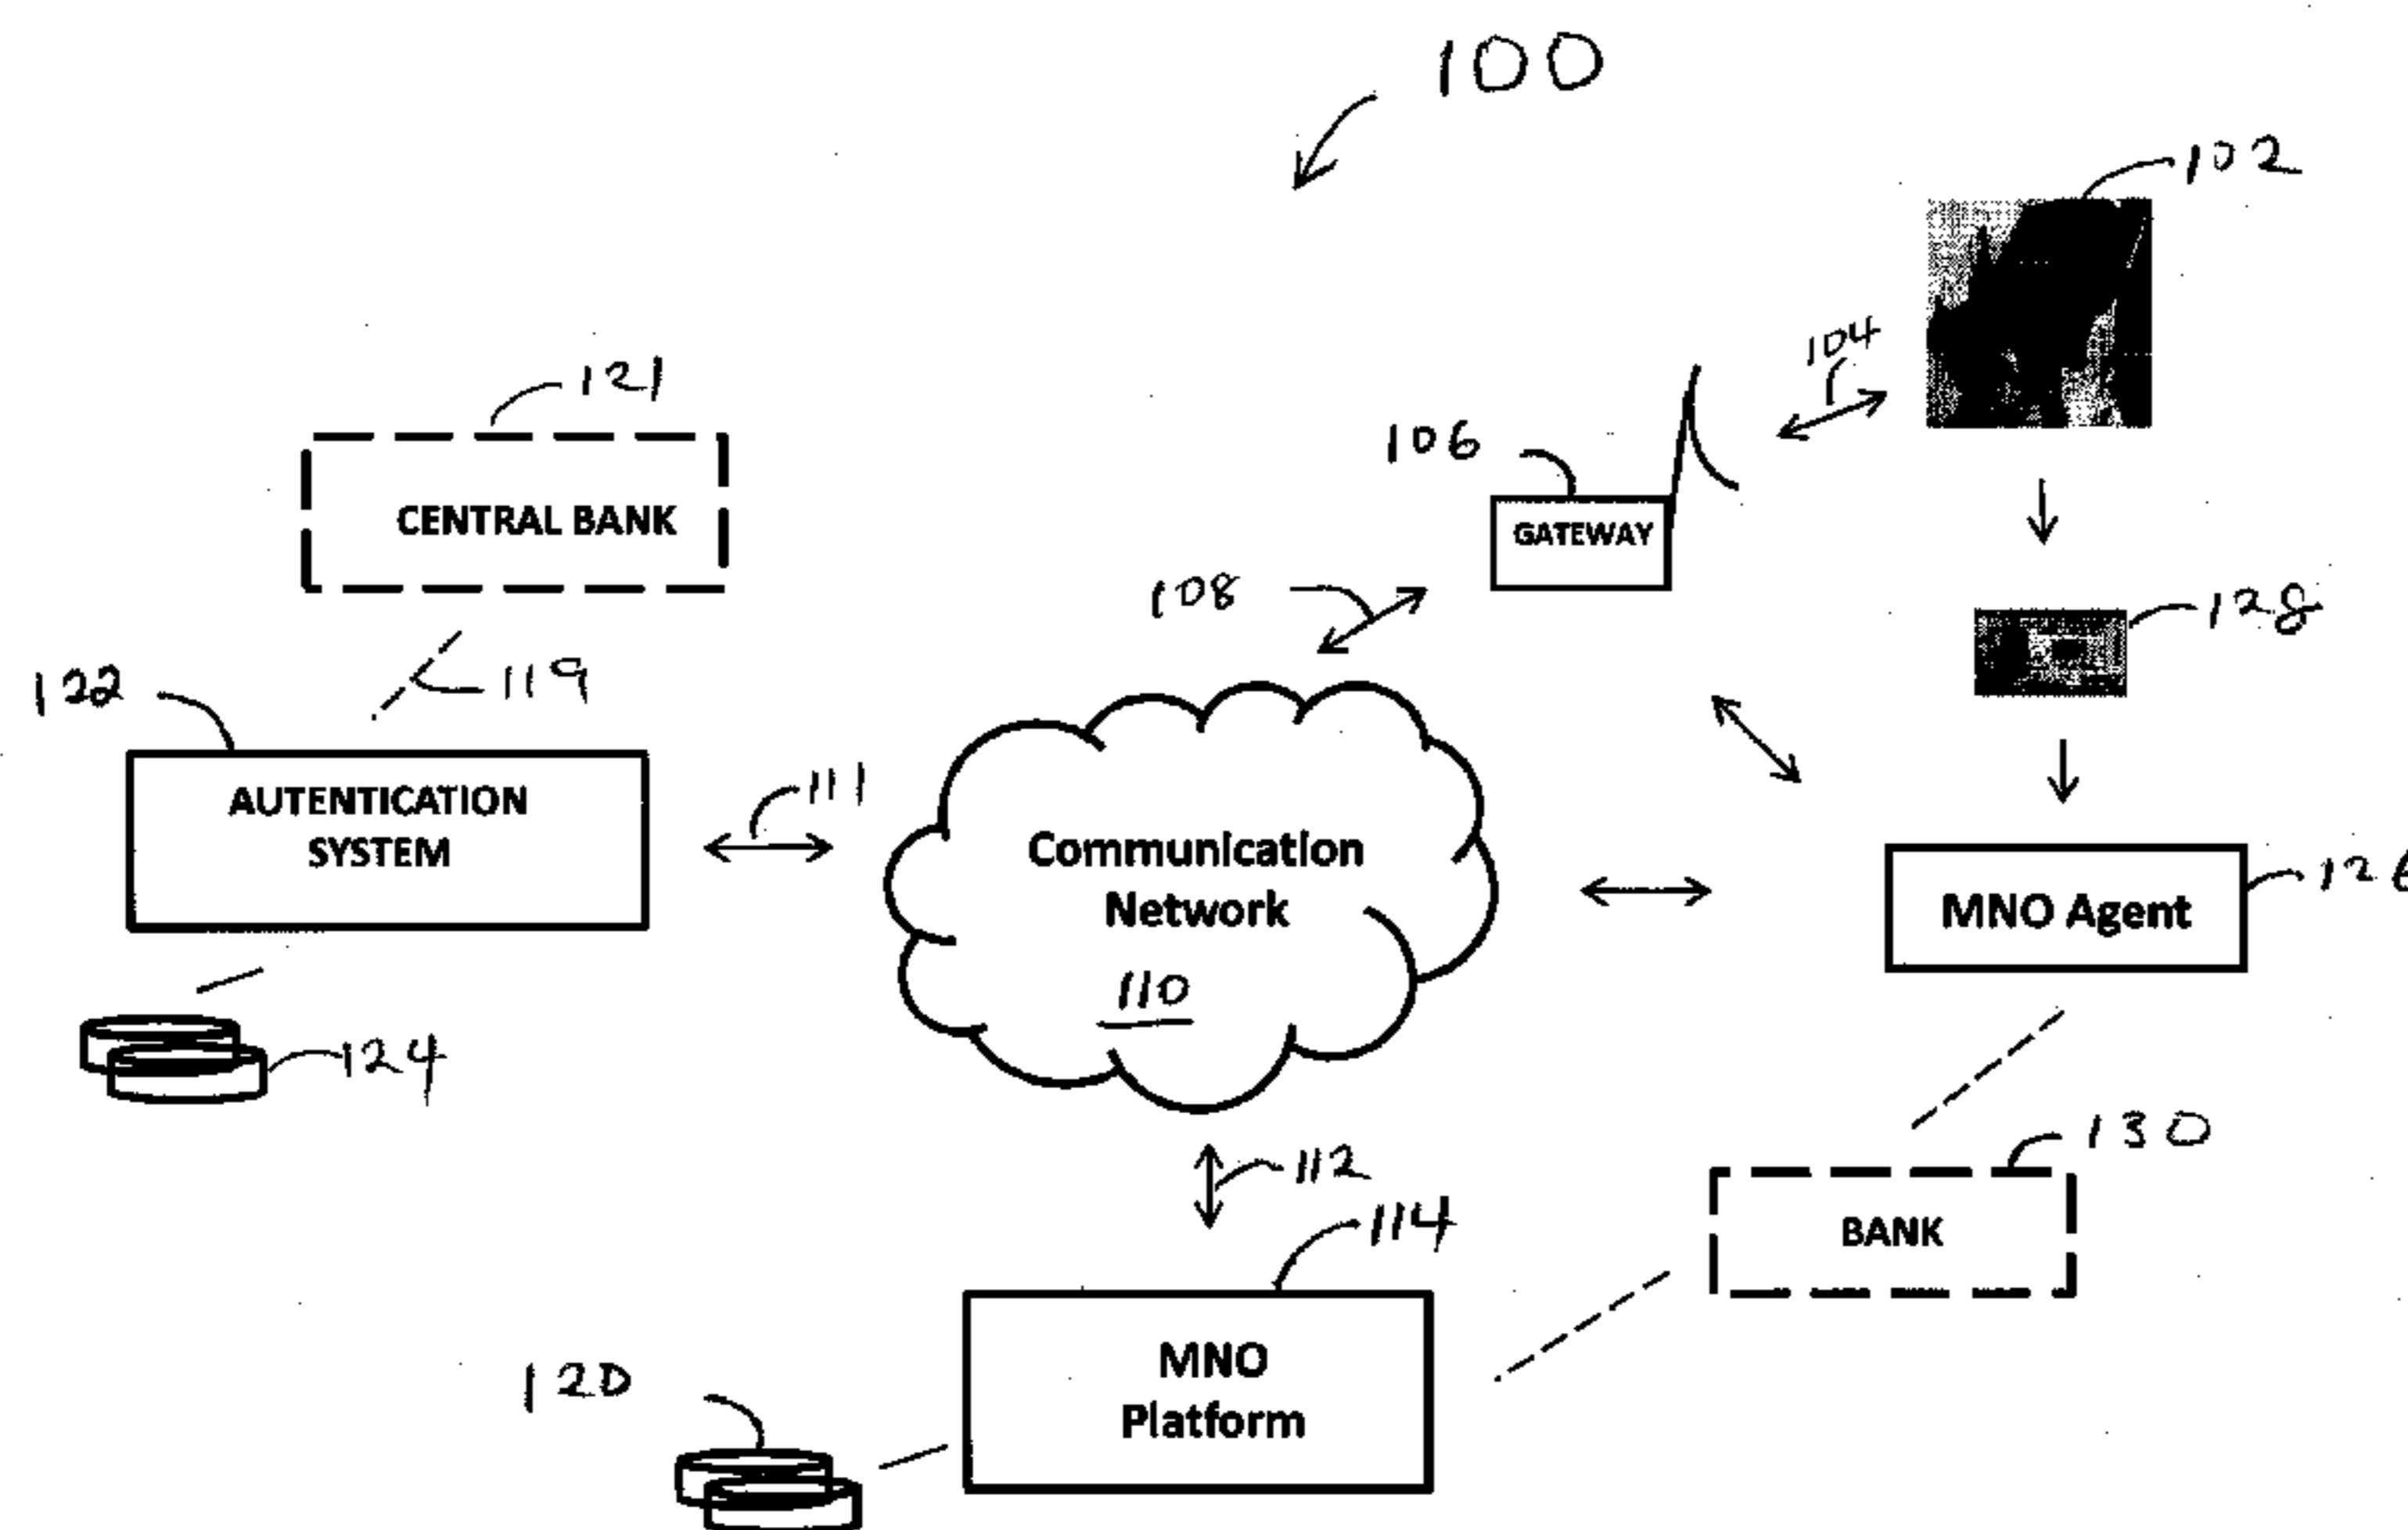 100
102
104
121
106
CENTRAL BANK
GATEWAY
108
128
119
122
111
AUTENTICATION
SYSTEM
Communication
Network
110
MNO Agent
124
130
112
114
BANK
MNO
Platform
120